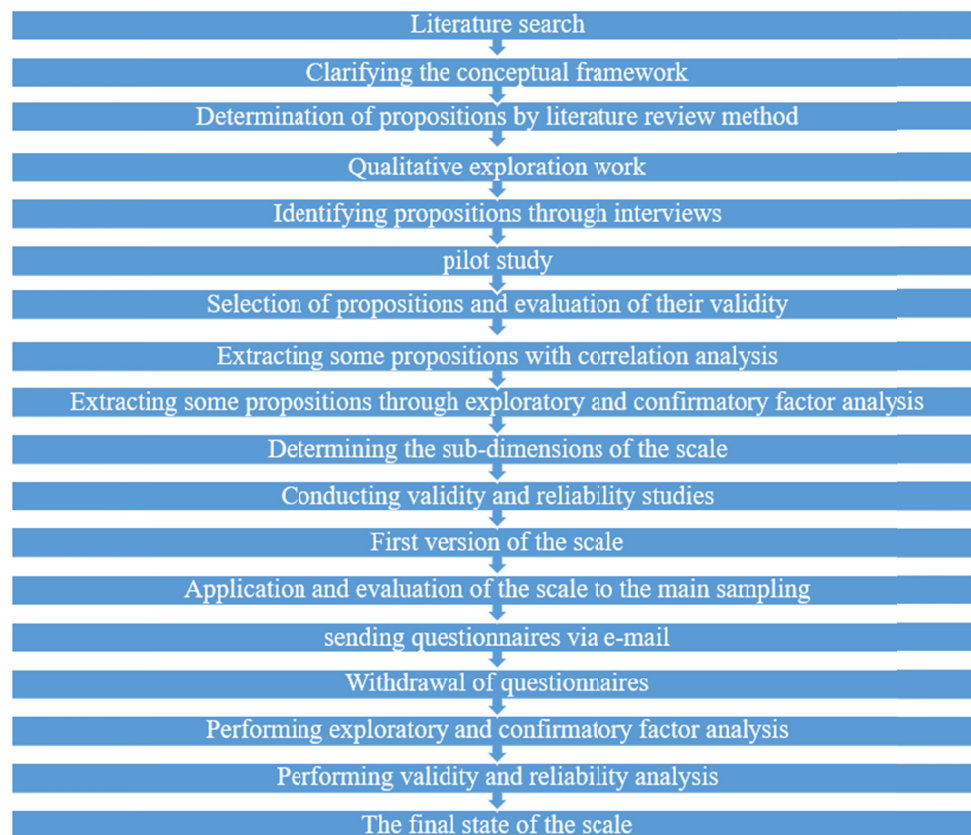 Literature search
Clarifying the conceptual framework
Determination of propositions by literature review method
Qualitative exploration work
Identifying propositions through interviews
pilot study
Selection of propositions and evaluation of their validity
Extracting some propositions with correlation analysis
Extracting some propositions through exploratory and confirmatory factor analysis
Determining the sub-dimensions of the scale
Conducting validity and reliability studies
First version of the scale
Application and evaluation of the scale to the main sampling
sending questionnaires via e-mail
Withdrawal of questionnaires
Performing exploratory and confirmatory factor analysis
Performing validity and reliability analysis
The final state of the scale